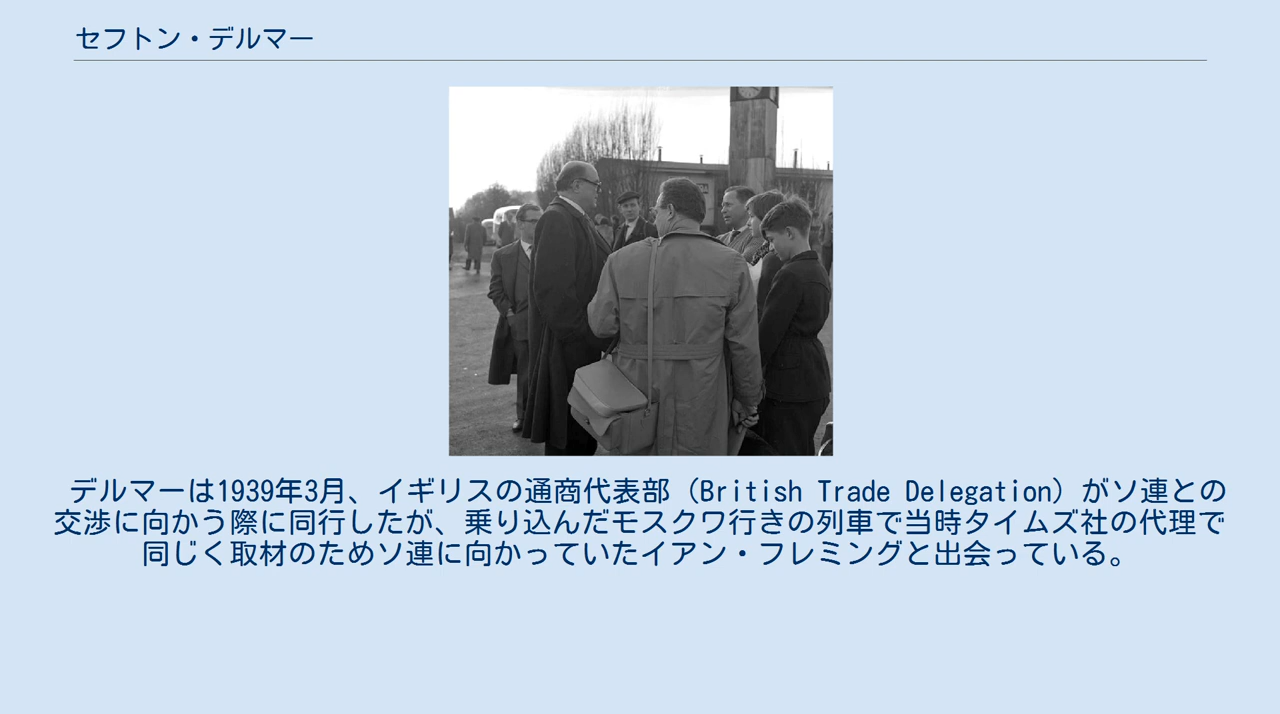 セフトン・デルマー
デルマーは1939年3月、イギリスの通商代表部（British Trade Delegation）がソ連との
交渉に向かう際に同行したが、乗り込んだモスクワ行きの列車で当時タイムズ社の代理で
同じく取材のためソ連に向かっていたイアン・フレミングと出会っている。